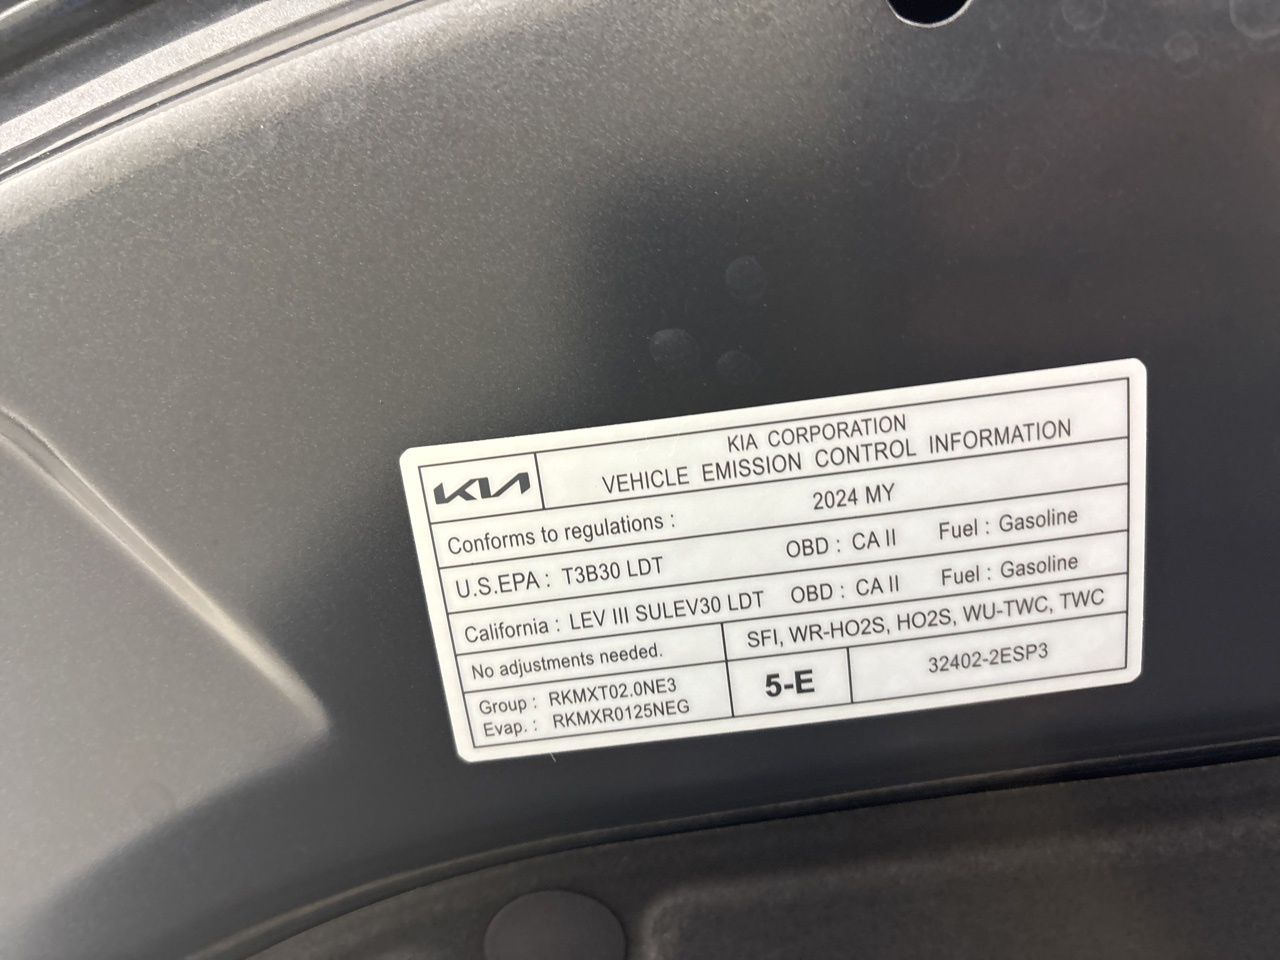 KIA
KIA CORPORATION
VEHICLE EMISSION CONTROL INFORMATION
Conforms to regulations : 2024 MY
U.S.EPA : T3B30 LDT OBD : CA II Fuel : Gasoline
California : LEV III SULEV30 LDT OBD : CA II Fuel : Gasoline
No adjustments needed. SFI, WR-HO2S, HO2S, WU-TWC, TWC
Group : RKMXT02.0NE3
Evap. : RKMXR0125NEG
5-E
32402-2ESP3